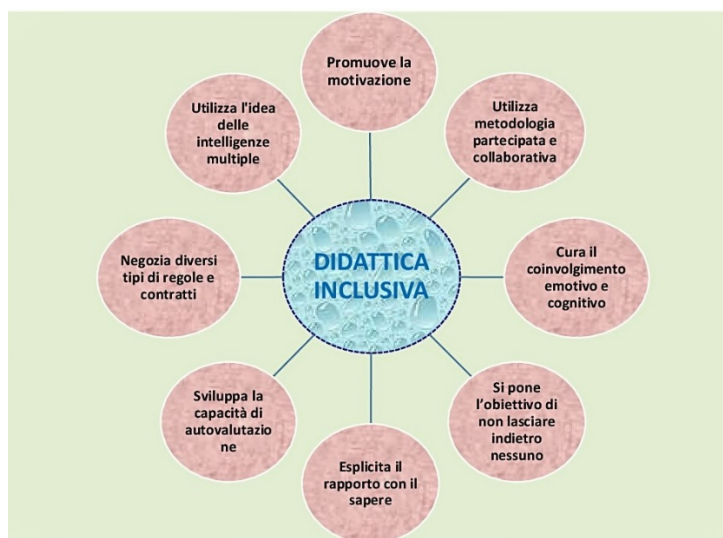 Promuove la
motivazione
Utilizza
metodologia
partecipata e
collaborativa
Cura il
coinvolgimento
emotivo e
cognitivo
Si pone
l'obiettivo di
non lasciare
indietro
nessuno
Esplicita il
rapporto con il
sapere
Sviluppa la
capacità di
autovalutazio
ne
Negozia diversi
tipi di regole e
contratti
Utilizza l'idea
delle
intelligenze
multiple
DIDATTICA
INCLUSIVA